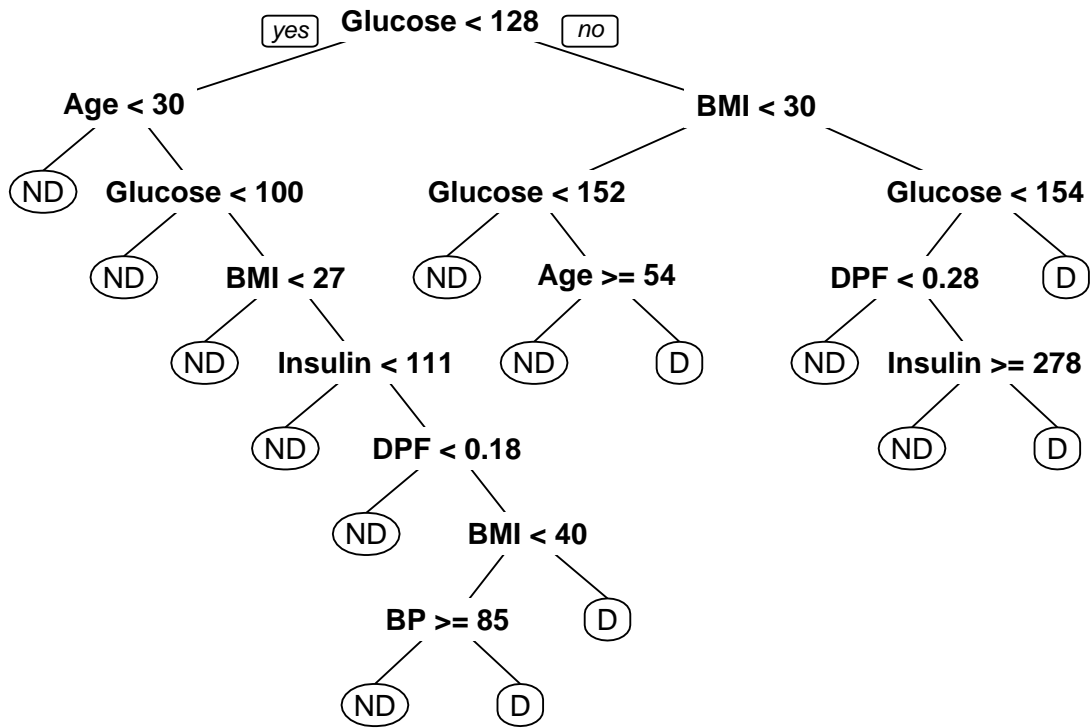 yes Glucose < 128 no
Age < 30 BMI < 30
ND Glucose < 100 Glucose < 152 Glucose < 154
ND BMI < 27 ND Age >= 54 DPF < 0.28 D
ND Insulin < 111 ND D ND Insulin >= 278
ND DPF < 0.18 ND D
ND BMI < 40
BP >= 85 D
ND D